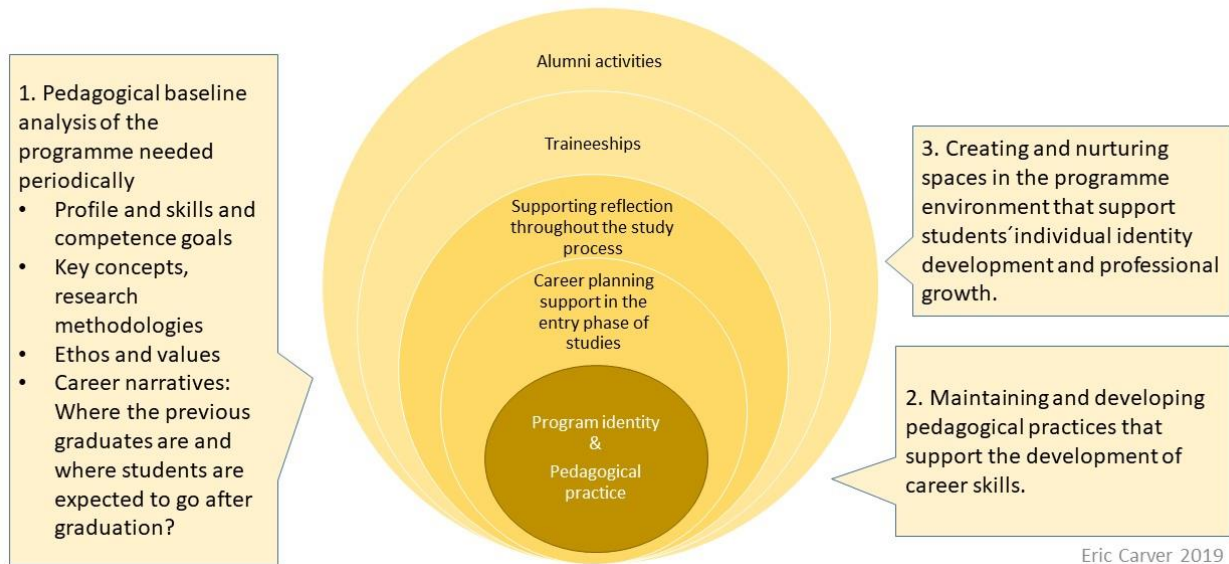 1. Pedagogical baseline
analysis of the
programme needed
periodically
• Profile and skills and
competence goals
• Key concepts,
research
methodologies
• Ethos and values
• Career narratives:
Where the previous
graduates are and
where students are
expected to go after
graduation?
Alumni activities
Traineeships
Supporting reflection
throughout the study
process
Career planning
support in the
entry phase of
studies
Program identity
&
Pedagogical
practice
3. Creating and nurturing
spaces in the programme
environment that support
students´individual identity
development and professional
growth.
2. Maintaining and developing
pedagogical practices that
support the development of
career skills.
Eric Carver 2019